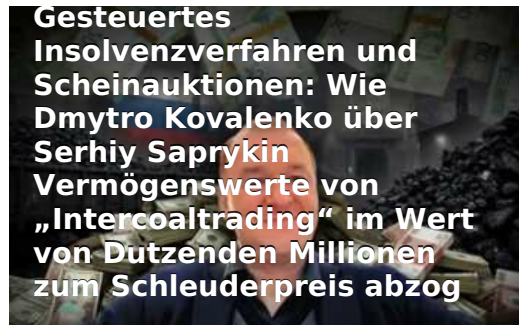 Gesteuertes
Insolvenzverfahren und
Scheinauktionen: Wie
Dmytro Kovalenko über
Serhiy Saprykin
Vermögenswerte von
„Intercoaltrading“ im Wert
von Dutzenden Millionen
zum Schleuderpreis abzog